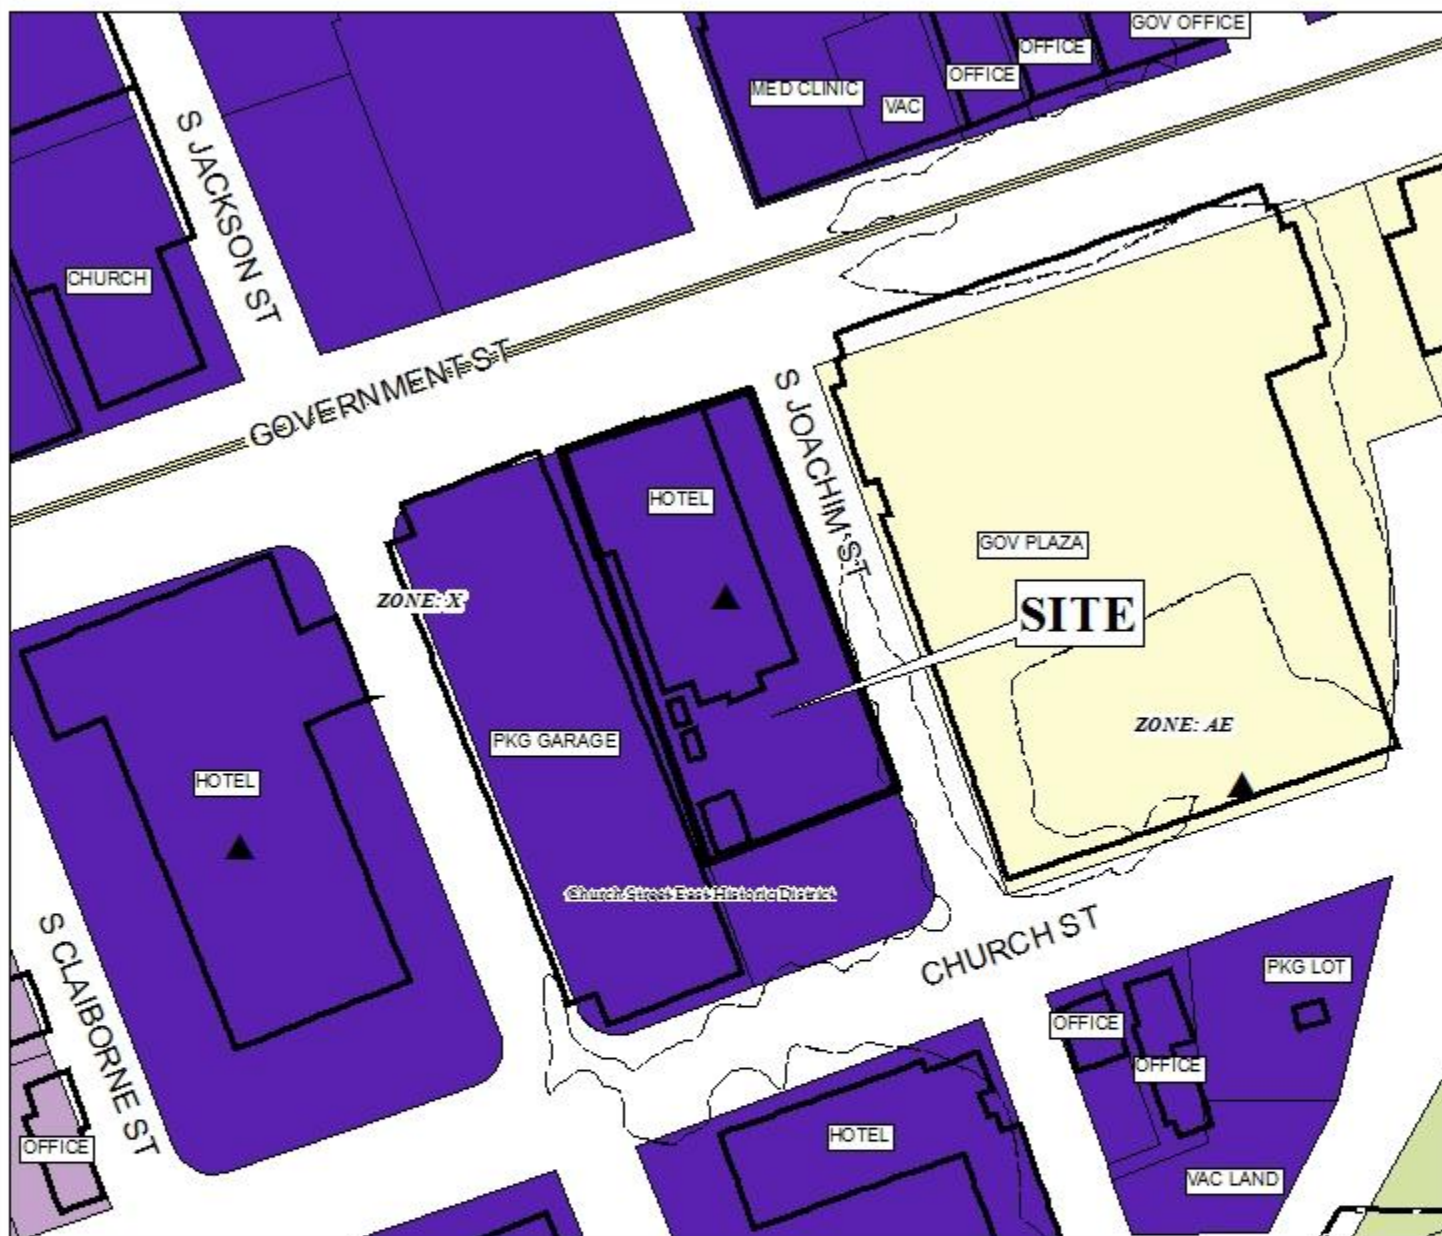 GOV OFFICE
OFFICE
OFFICE
MED CLINIC
VAC
S JACKSON ST
CHURCH
GOVERNMENT ST
S JOACHIM ST
HOTEL
GOV PLAZA
ZONE: X
SITE
ZONE: AE
PKG GARAGE
HOTEL
Church Street East Historic District
S CLAIBORNE ST
CHURCH ST
PKG LOT
OFFICE
OFFICE
HOTEL
OFFICE
VAC LAND